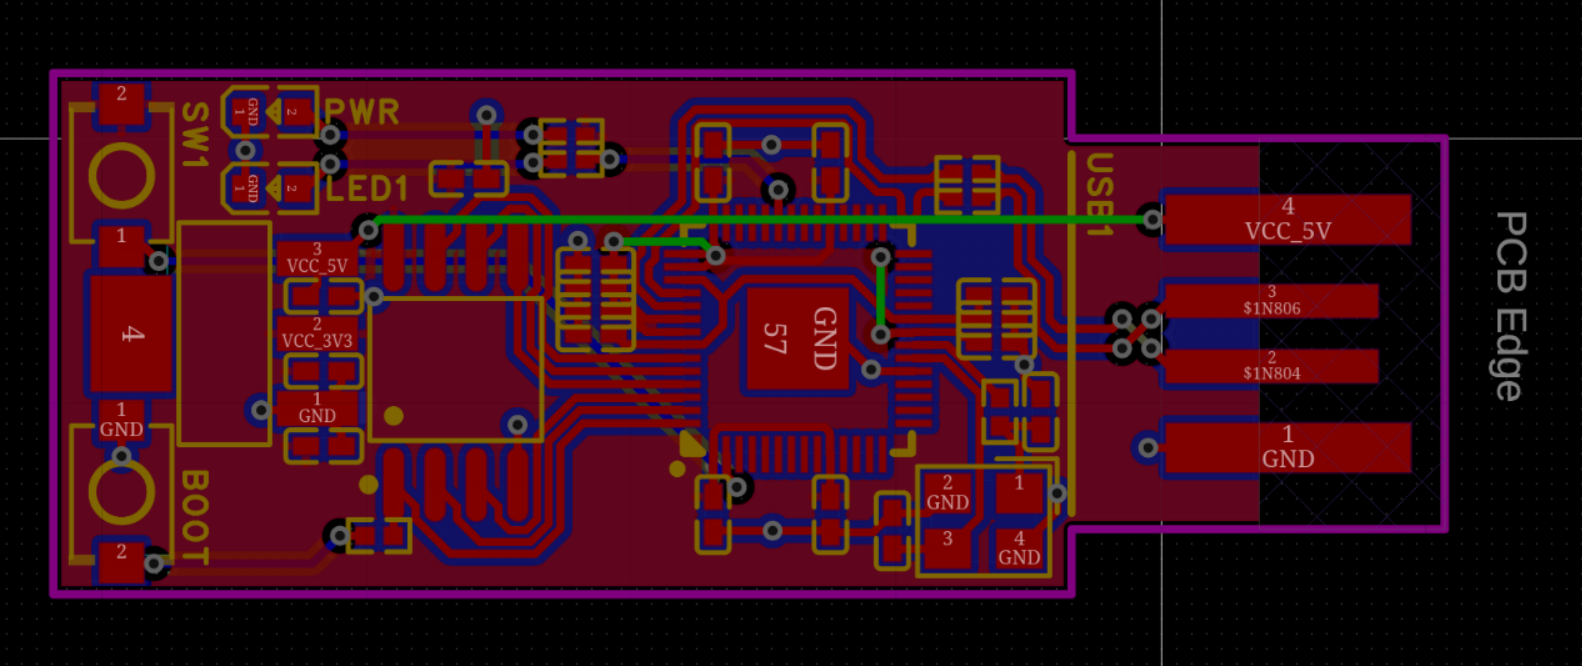 2
SW1
1
GND
2
PWR
1
GND
2
LED1
1
3
VCC_5V
4
2
VCC_3V3
1
GND
1
GND
BOOT
2
57
GND
USB1
4
VCC_5V
3
$1N806
2
$1N804
1
GND
2
GND
1
3
4
GND
PCB Edge